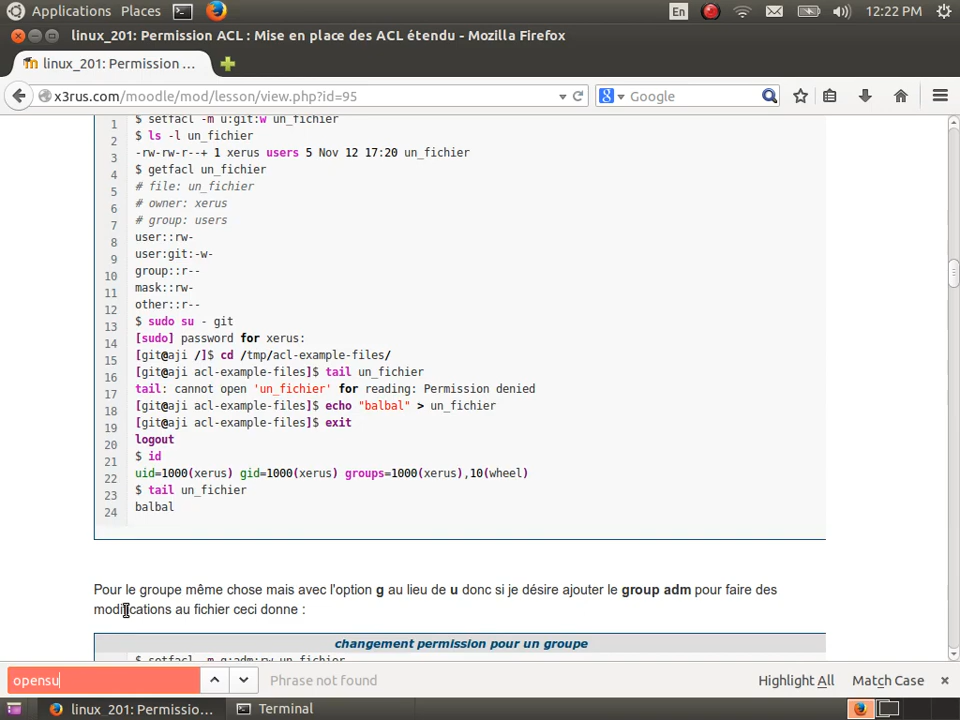 Applications Places En 12:22 PM
linux_201: Permission ACL : Mise en place des ACL étendu - Mozilla Firefox
linux_201: Permission ...
x3rus.com/moodle/mod/lesson/view.php?id=95 Google
1 $ setfacl -m u:git:w un_fichier
2 $ ls -l un_fichier
3 -rw-rw-r--+ 1 xerus users 5 Nov 12 17:20 un_fichier
4 $ getfacl un_fichier
5 # file: un_fichier
6 # owner: xerus
7 # group: users
8 user::rw-
9 user:git:-w-
10 group::r--
11 mask::rw-
12 other::r--
13 $ sudo su - git
14 [sudo] password for xerus:
15 [git@aji /]$ cd /tmp/acl-example-files/
16 [git@aji acl-example-files]$ tail un_fichier
17 tail: cannot open 'un_fichier' for reading: Permission denied
18 [git@aji acl-example-files]$ echo "balbal" > un_fichier
19 [git@aji acl-example-files]$ exit
20 logout
21 $ id
22 uid=1000(xerus) gid=1000(xerus) groups=1000(xerus),10(wheel)
23 $ tail un_fichier
24 balbal
Pour le groupe même chose mais avec l'option g au lieu de u donc si je désire ajouter le group adm pour faire des
modifications au fichier ceci donne :
changement permission pour un groupe
$ setfacl -m g:adm:rw un_fichier
opensu Phrase not found Highlight All Match Case
linux_201: Permissio... Terminal